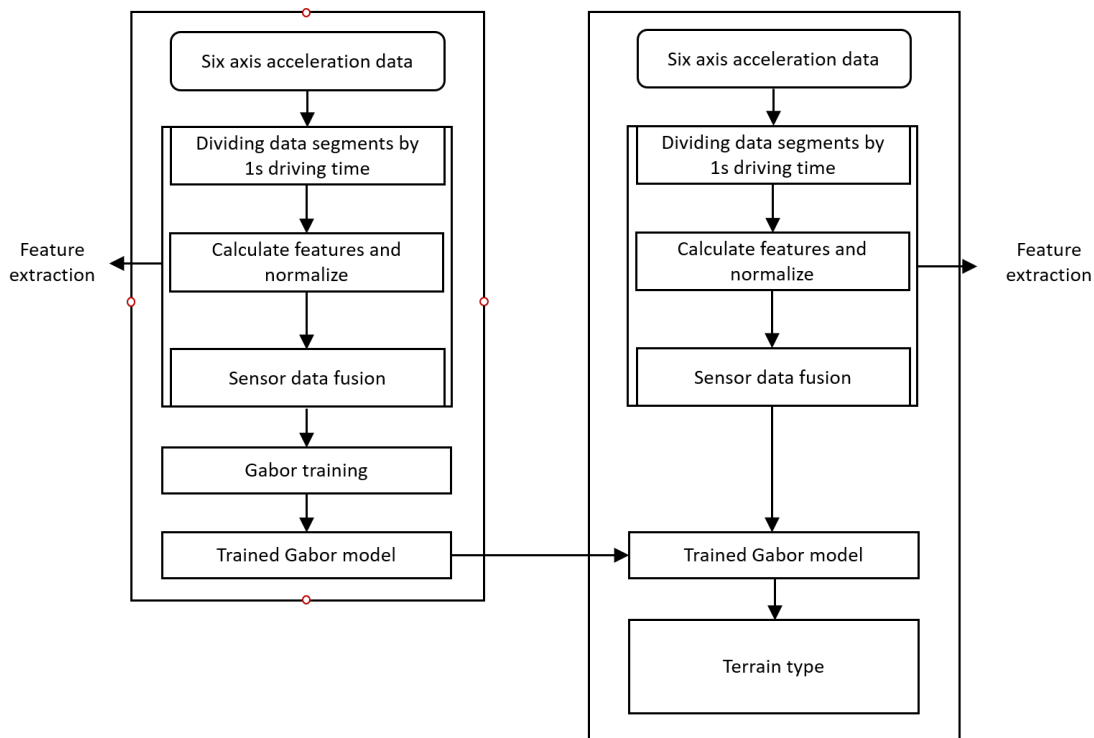 Six axis acceleration data
Dividing data segments by
1s driving time
Calculate features and
normalize
Feature
extraction
Sensor data fusion
Gabor training
Trained Gabor model
Six axis acceleration data
Dividing data segments by
1s driving time
Calculate features and
normalize
Feature
extraction
Sensor data fusion
Trained Gabor model
Terrain type